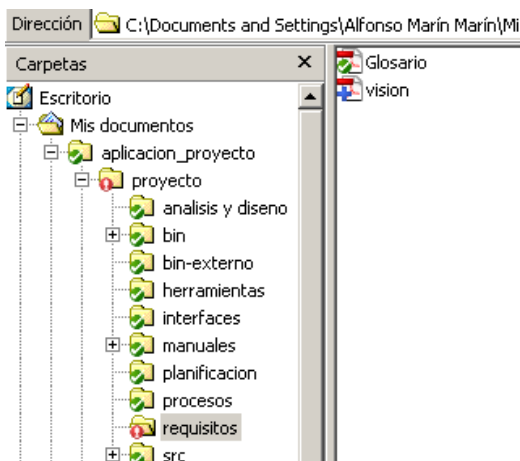 Dirección C:\Documents and Settings\Alfonso Marín Marín\Mi
Carpetas
Escritorio
Mis documentos
aplicacion_proyecto
proyecto
analisis y diseno
bin
bin-externo
herramientas
interfaces
manuales
planificacion
procesos
requisitos
src
Glosario
vision